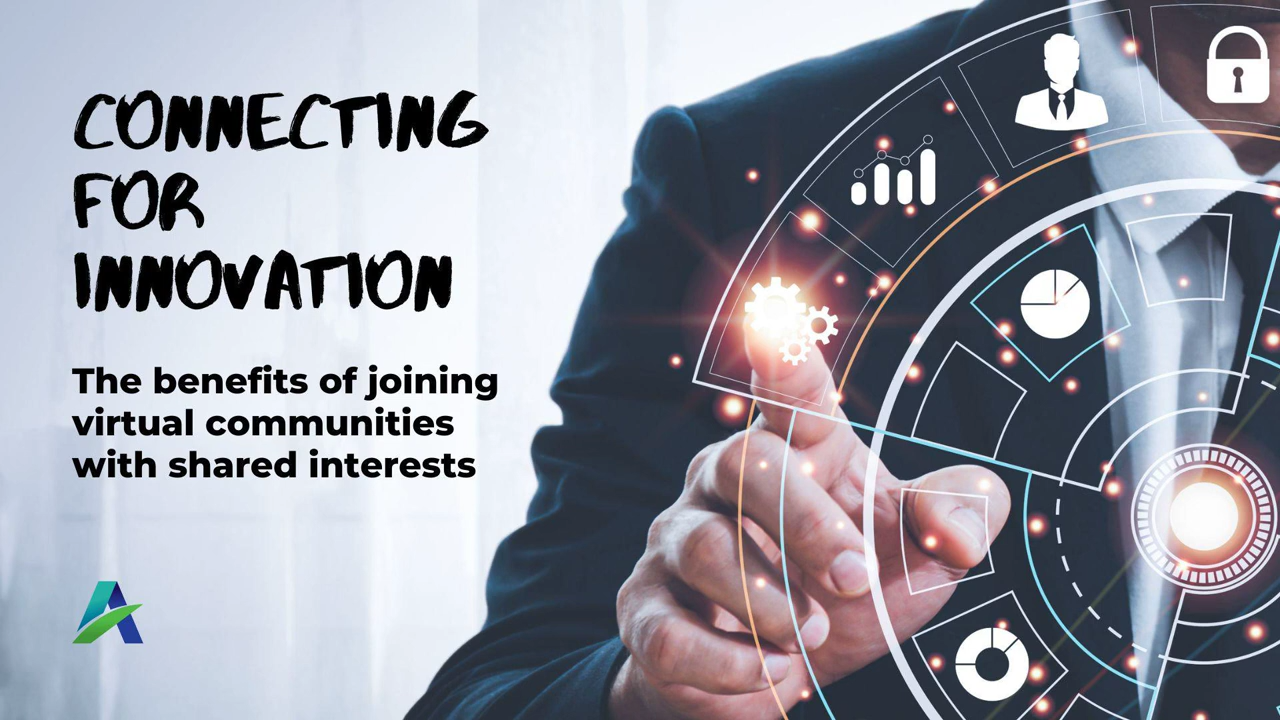 CONNECTING
FOR
INNOVATION
The benefits of joining
virtual communities
with shared interests